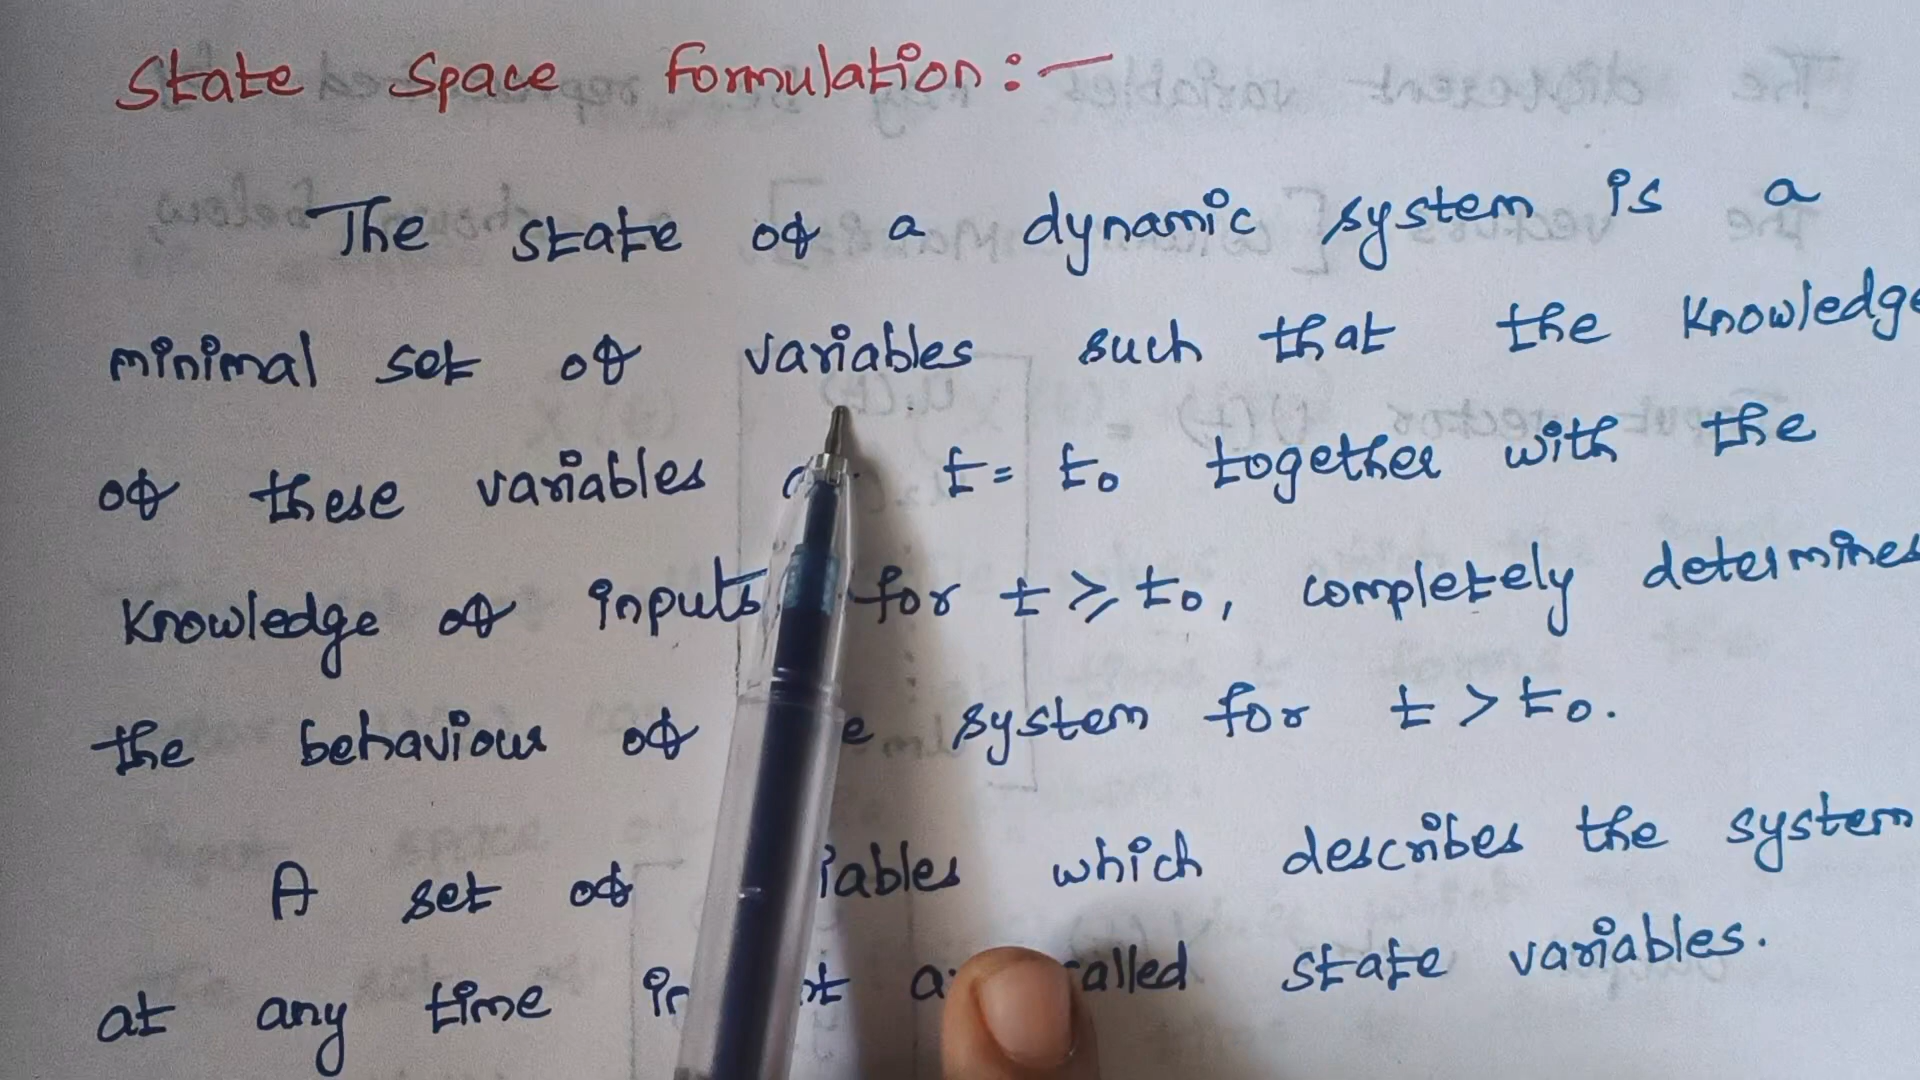 State Space Formulation:-
The state of a dynamic system is a
minimal set of variables such that the knowledge
of these variables t = t₀ together with the
knowledge of inputs for t ≥ t₀, completely determines
the behaviour of system for t > t₀.
A set of which describes the system
at any time called state variables.